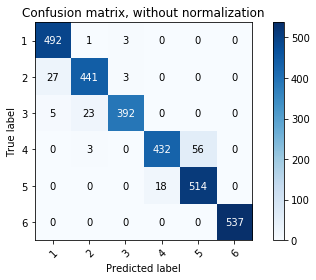 Confusion matrix, without normalization
1 492 1 3 0 0 0
2 27 441 3 0 0 0
3 5 23 392 0 0 0
4 0 3 0 432 56 0
5 0 0 0 18 514 0
6 0 0 0 0 0 537
1 2 3 4 5 6
True label
Predicted label
500
400
300
200
100
0